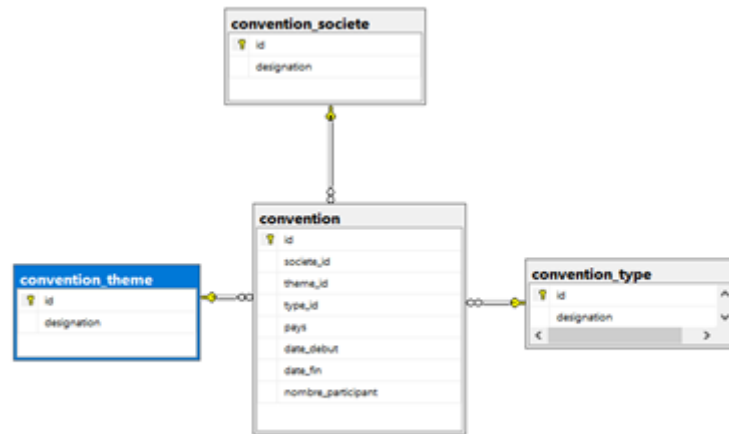 convention_societe
id
designation
convention
id
societe_id
theme_id
type_id
pays
date_debut
date_fin
nombre_participant
convention_theme
id
designation
convention_type
id
designation